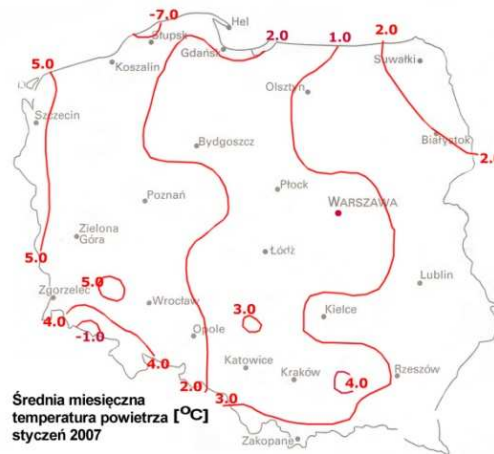 -7.0
Hel
Słupsk
2.0
1.0
2.0
Gdańsk
Koszalin
Suwałki
5.0
Olsztyn
Szczecin
Białystok
Bydgoszcz
2.0
Płock
Poznań
WARSZAWA
Zielona
Góra
Łódź
5.0
5.0
Lublin
Zgorzelec
Wrocław
3.0
Kielce
4.0
-1.0
Opole
4.0
Katowice
Kraków
4.0
Rzeszów
2.0
3.0
Średnia miesięczna
temperatura powietrza [°C]
styczeń 2007
Zakopane